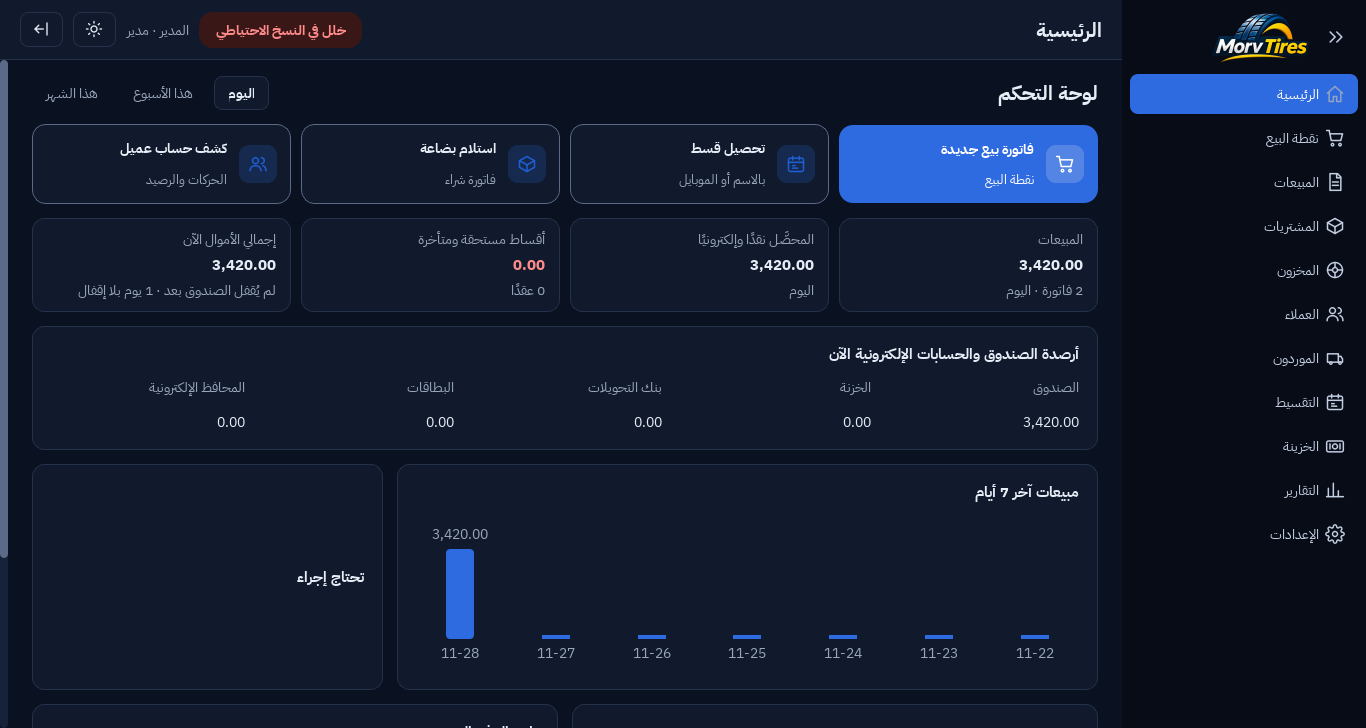 Morv Tires
الرئيسية
نقطة البيع
المبيعات
المشتريات
المخزون
العملاء
الموردون
التقسيط
الخزينة
التقارير
الإعدادات
الرئيسية
خلل في النسخ الاحتياطي
المدير · مدير
لوحة التحكم
اليوم
هذا الأسبوع
هذا الشهر
فاتورة بيع جديدة
نقطة البيع
تحصيل قسط
بالاسم أو الموبايل
استلام بضاعة
فاتورة شراء
كشف حساب عميل
الحركات والرصيد
المبيعات
3,420.00
2 فاتورة · اليوم
المحصَّل نقدًا وإلكترونيًا
3,420.00
اليوم
أقساط مستحقة ومتأخرة
0.00
0 عقدًا
إجمالي الأموال الآن
3,420.00
لم يُقفل الصندوق بعد · 1 يوم بلا إقفال
أرصدة الصندوق والحسابات الإلكترونية الآن
الصندوق الخزنة بنك التحويلات البطاقات المحافظ الإلكترونية
3,420.00 0.00 0.00 0.00 0.00
مبيعات آخر 7 أيام
3,420.00
11-22 11-23 11-24 11-25 11-26 11-27 11-28
تحتاج إجراء